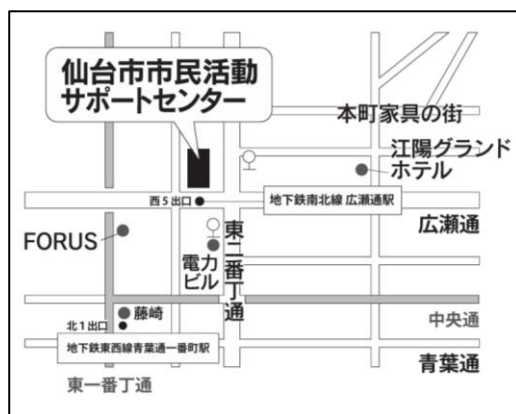 仙台市市民活動
サポートセンター
本町家具の街
江陽グランド
ホテル
西5出口
地下鉄南北線 広瀬通駅
広瀬通
FORUS
東二番丁通
電力
ビル
藤崎
中央通
北1出口
地下鉄東西線青葉通一番町駅
青葉通
東一番丁通